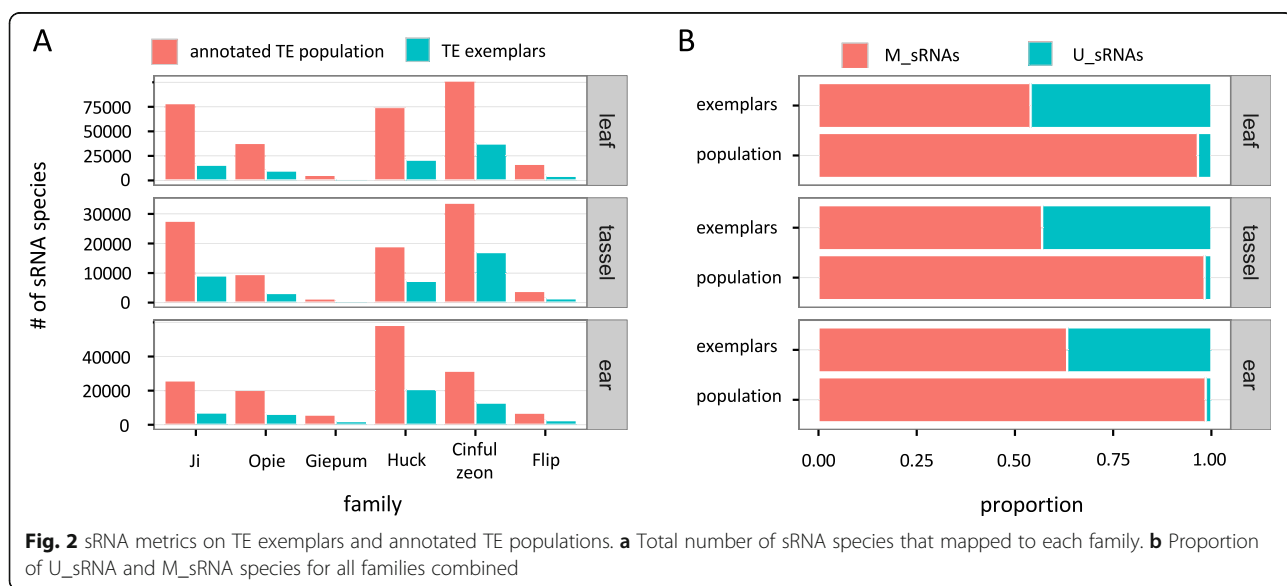 A
annotated TE population
TE exemplars
# of sRNA species
75000
50000
25000
0
leaf
30000
20000
10000
0
tassel
40000
20000
0
ear
Ji
Opie
Giepum
Huck
Cinful
zeon
Flip
family
B
M_sRNAs
U_sRNAs
exemplars
population
leaf
exemplars
population
tassel
exemplars
population
ear
0.00
0.25
0.50
0.75
1.00
proportion
Fig. 2 sRNA metrics on TE exemplars and annotated TE populations. a Total number of sRNA species that mapped to each family. b Proportion
of U_sRNA and M_sRNA species for all families combined